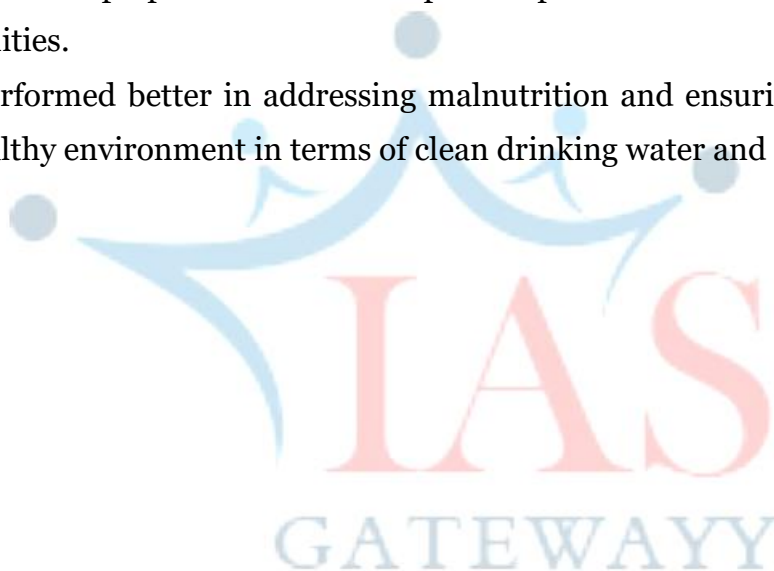 ities.
rformed better in addressing malnutrition and ensuri
lthy environment in terms of clean drinking water and
IAS
GATEWAYY